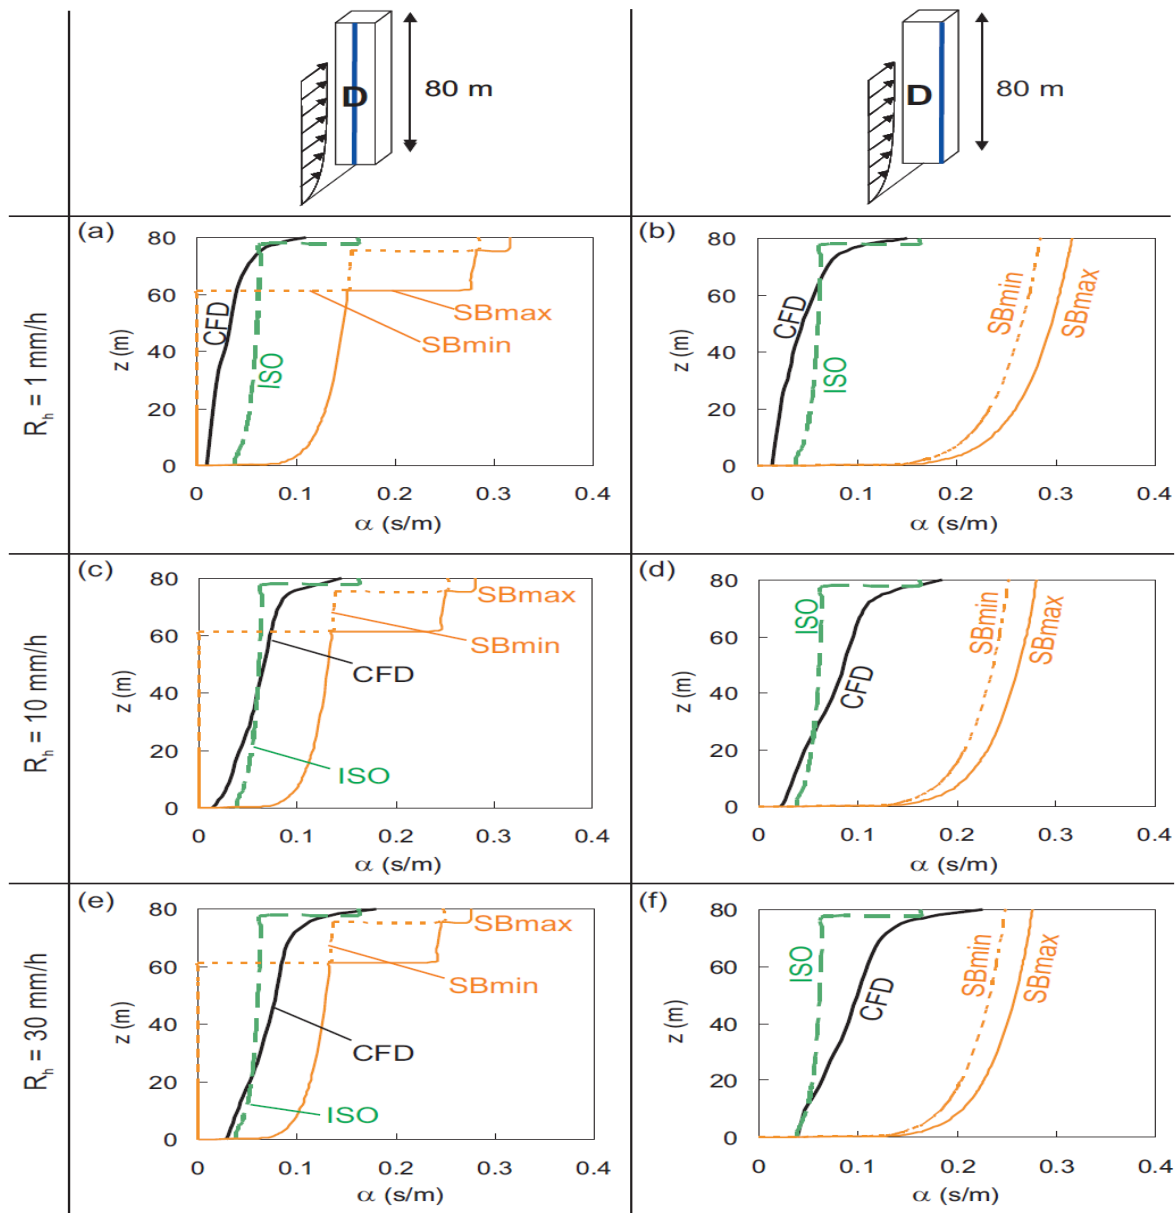 D
80 m
D
80 m
R_h = 1 mm/h
(a)
80
60
40
20
0
z (m)
CFD
ISO
SBmax
SBmin
0
0.1
0.2
0.3
0.4
α (s/m)
(b)
80
60
40
20
0
z (m)
CFD
ISO
SBmin
SBmax
0
0.1
0.2
0.3
0.4
α (s/m)
R_h = 10 mm/h
(c)
80
60
40
20
0
z (m)
SBmax
SBmin
CFD
ISO
0
0.1
0.2
0.3
0.4
α (s/m)
(d)
80
60
40
20
0
z (m)
ISO
CFD
SBmin
SBmax
0
0.1
0.2
0.3
0.4
α (s/m)
R_h = 30 mm/h
(e)
80
60
40
20
0
z (m)
SBmax
SBmin
CFD
ISO
0
0.1
0.2
0.3
0.4
α (s/m)
(f)
80
60
40
20
0
z (m)
ISO
CFD
SBmin
SBmax
0
0.1
0.2
0.3
0.4
α (s/m)